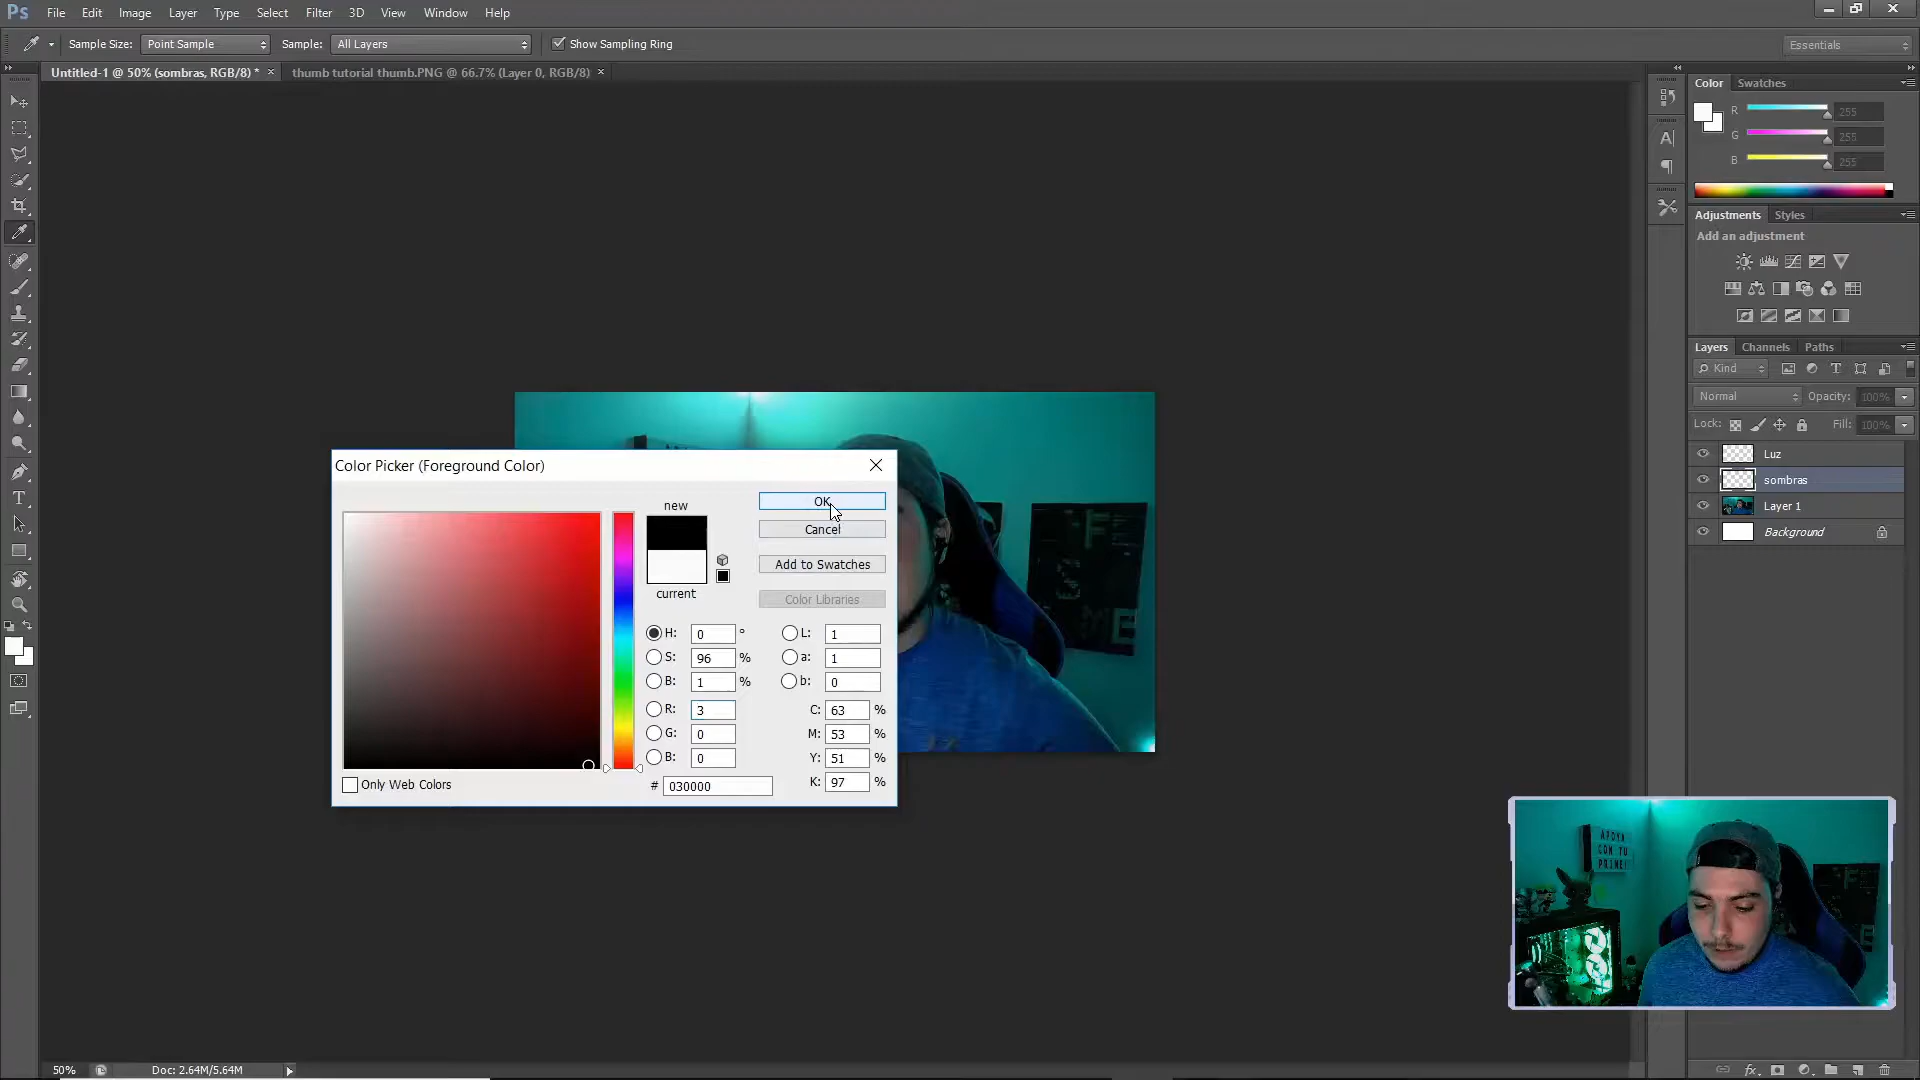 Ps File Edit Image Layer Type Select Filter 3D View Window Help
Sample Size: Point Sample Sample: All Layers Show Sampling Ring Essentials
Untitled-1 @ 50% (sombras, RGB/8) * × thumb tutorial thumb.PNG @ 66.7% (Layer 0, RGB/8) ×
Color Swatches
R 255
G 255
B 255
Adjustments Styles
Add an adjustment
Layers Channels Paths
Kind
Normal Opacity: 100%
Lock: Fill: 100%
Luz
sombras
Layer 1
Background
Color Picker (Foreground Color)
new
current
OK
Cancel
Add to Swatches
Color Libraries
H: 0 °
S: 96 %
B: 1 %
R: 3
G: 0
B: 0
# 030000
L: 1
a: 1
b: 0
C: 63 %
M: 53 %
Y: 51 %
K: 97 %
Only Web Colors
APOYA
CON TU
PRIME!
50% Doc: 2.64M/5.64M